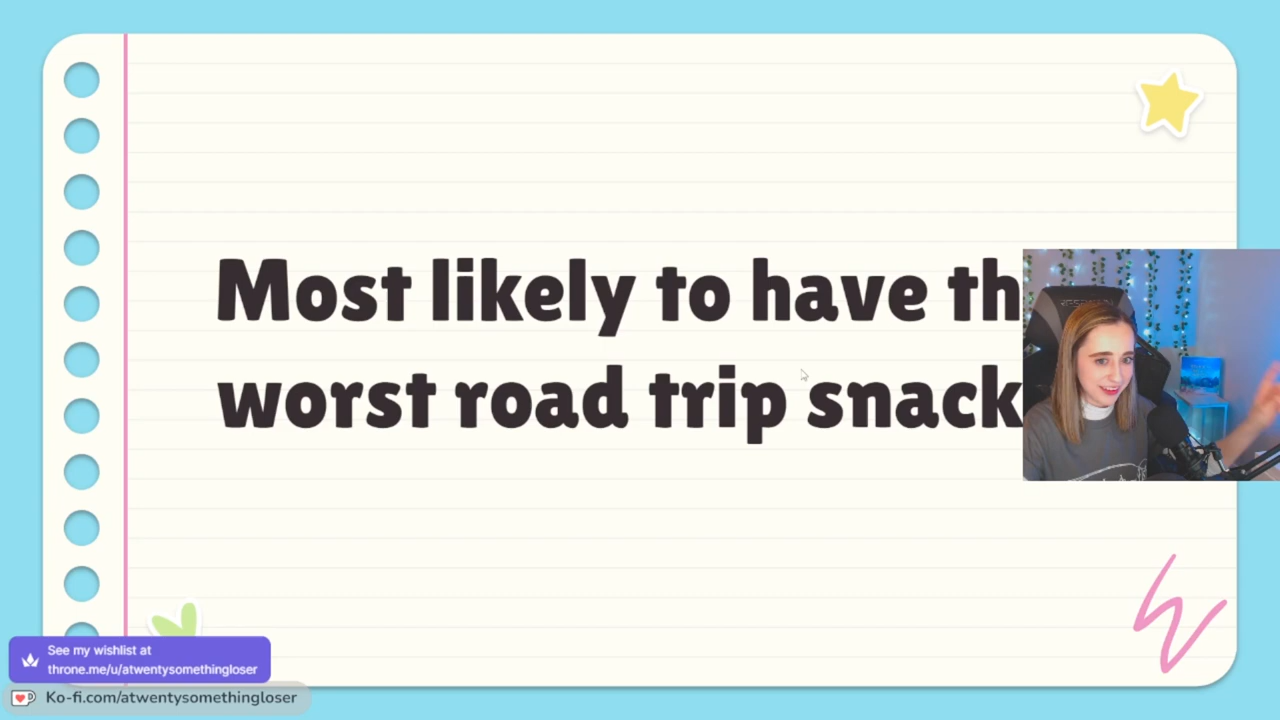 Most likely to have th
worst road trip snack
See my wishlist at
throne.me/u/atwentysomethingloser
Ko-fi.com/atwentysomethingloser